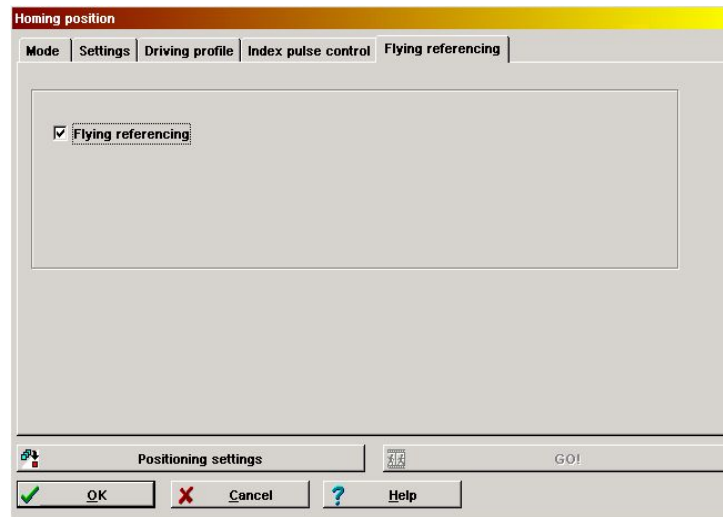 Homing position
Mode Settings Driving profile Index pulse control Flying referencing
Flying referencing
Positioning settings GO!
OK Cancel ? Help